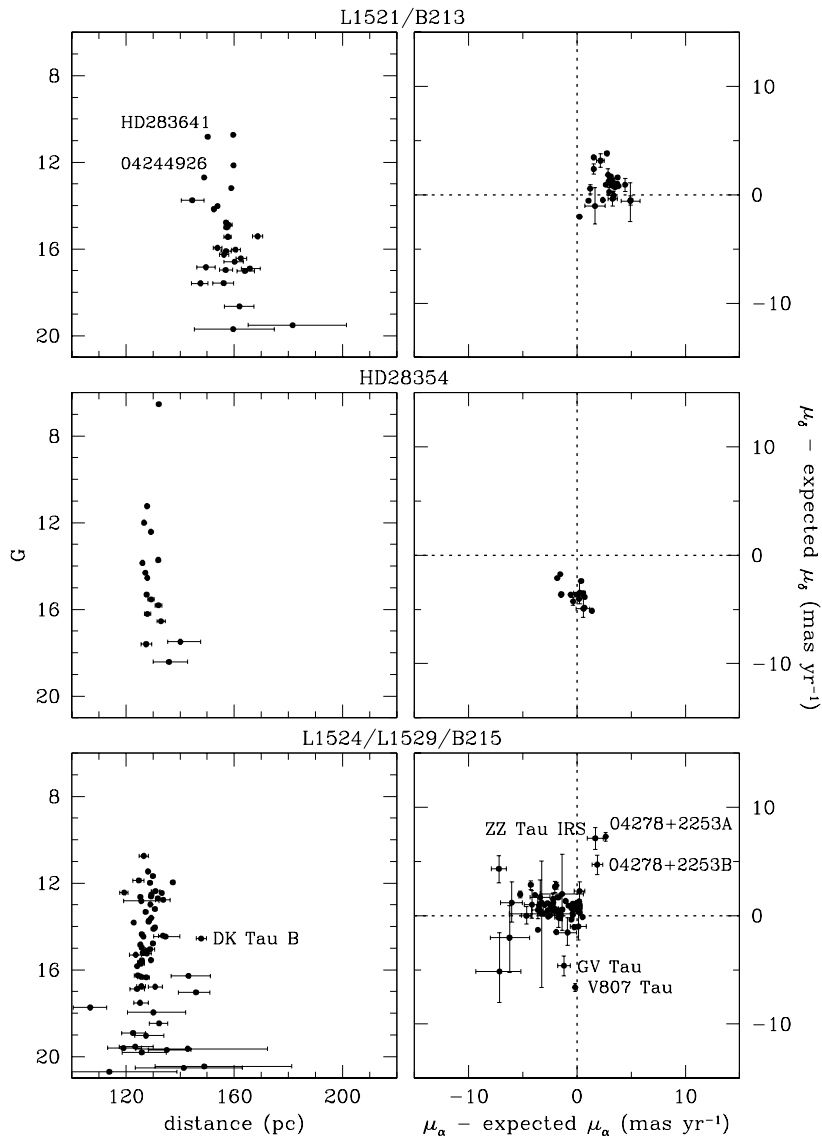 L1521/B213
8
12
16
20
HD283641
04244926
10
0
−10
HD28354
8
12
16
20
G
10
0
−10
μδ − expected μδ (mas yr⁻¹)
L1524/L1529/B215
8
12
16
20
DK Tau B
ZZ Tau IRS
04278+2253A
04278+2253B
GV Tau
V807 Tau
10
0
−10
120 160 200
distance (pc)
−10 0 10
μα − expected μα (mas yr⁻¹)